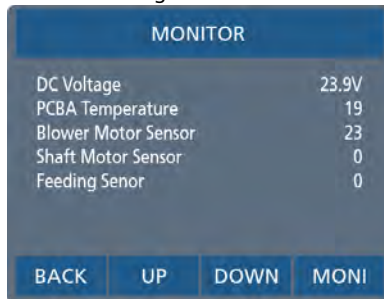 MONITOR
DC Voltage 23.9V
PCBA Temperature 19
Blower Motor Sensor 23
Shaft Motor Sensor 0
Feeding Senor 0
BACK UP DOWN MONI